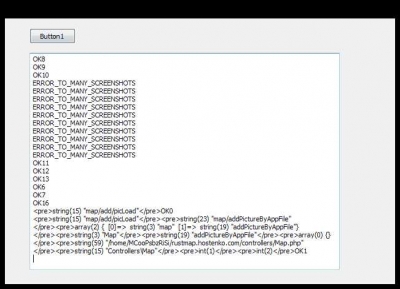 Button1
OK8
OK9
OK10
ERROR_TO_MANY_SCREENSHOTS
ERROR_TO_MANY_SCREENSHOTS
ERROR_TO_MANY_SCREENSHOTS
ERROR_TO_MANY_SCREENSHOTS
ERROR_TO_MANY_SCREENSHOTS
ERROR_TO_MANY_SCREENSHOTS
ERROR_TO_MANY_SCREENSHOTS
ERROR_TO_MANY_SCREENSHOTS
ERROR_TO_MANY_SCREENSHOTS
ERROR_TO_MANY_SCREENSHOTS
OK11
OK12
OK13
OK6
OK7
OK16
<pre>string(15) "map/add/picLoad"</pre>OK0
<pre>string(15) "map/add/picLoad"</pre><pre>string(23) "map/addPictureByAppFile"
</pre><pre>array(2) { [0]=> string(3) "map" [1]=> string(19) "addPictureByAppFile"}
</pre><pre>string(3) "Map"</pre><pre>string(19) "addPictureByAppFile"</pre><pre>array(0) {}
</pre><pre>string(59) "/home/MCooPsbzRiSi/rustmap.hostenko.com/controllers/Map.php"
</pre><pre>string(15) "Controllers\Map"</pre><pre>int(1)</pre><pre>int(2)</pre>OK1